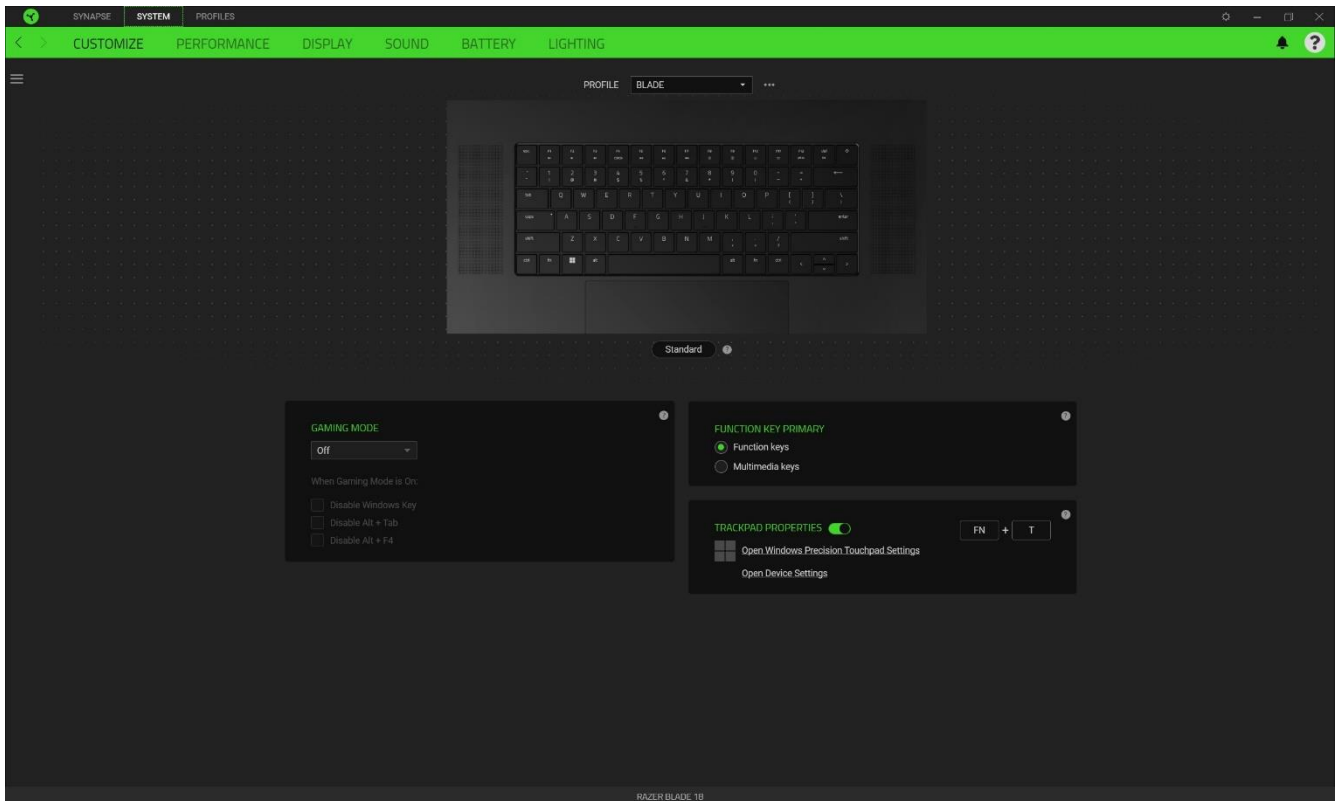 SYNAPSE SYSTEM PROFILES
CUSTOMIZE PERFORMANCE DISPLAY SOUND BATTERY LIGHTING
PROFILE BLADE
Q W E R T Y U I O P
A S D F G H J K L
Z X C V B N M
Standard
GAMING MODE
Off
When Gaming Mode is On:
Disable Windows Key
Disable Alt + Tab
Disable Alt + F4
FUNCTION KEY PRIMARY
Function keys
Multimedia keys
TRACKPAD PROPERTIES
FN + T
Open Windows Precision Touchpad Settings
Open Device Settings
RAZER BLADE 18